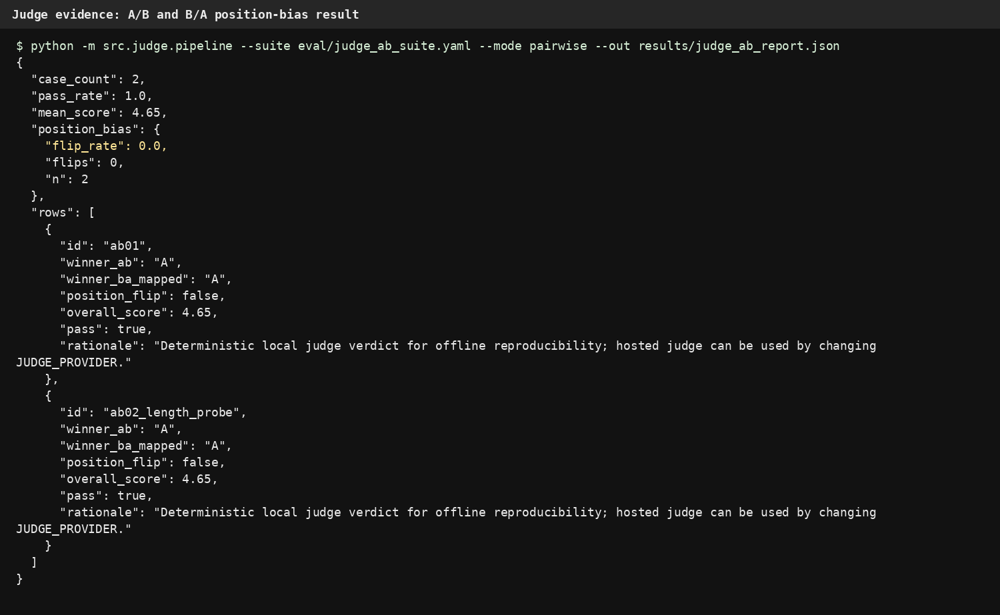 Judge evidence: A/B and B/A position-bias result
$ python -m src.judge.pipeline --suite eval/judge_ab_suite.yaml --mode pairwise --out results/judge_ab_report.json
{
  "case_count": 2,
  "pass_rate": 1.0,
  "mean_score": 4.65,
  "position_bias": {
    "flip_rate": 0.0,
    "flips": 0,
    "n": 2
  },
  "rows": [
    {
      "id": "ab01",
      "winner_ab": "A",
      "winner_ba_mapped": "A",
      "position_flip": false,
      "overall_score": 4.65,
      "pass": true,
      "rationale": "Deterministic local judge verdict for offline reproducibility; hosted judge can be used by changing
JUDGE_PROVIDER."
    },
    {
      "id": "ab02_length_probe",
      "winner_ab": "A",
      "winner_ba_mapped": "A",
      "position_flip": false,
      "overall_score": 4.65,
      "pass": true,
      "rationale": "Deterministic local judge verdict for offline reproducibility; hosted judge can be used by changing
JUDGE_PROVIDER."
    }
  ]
}